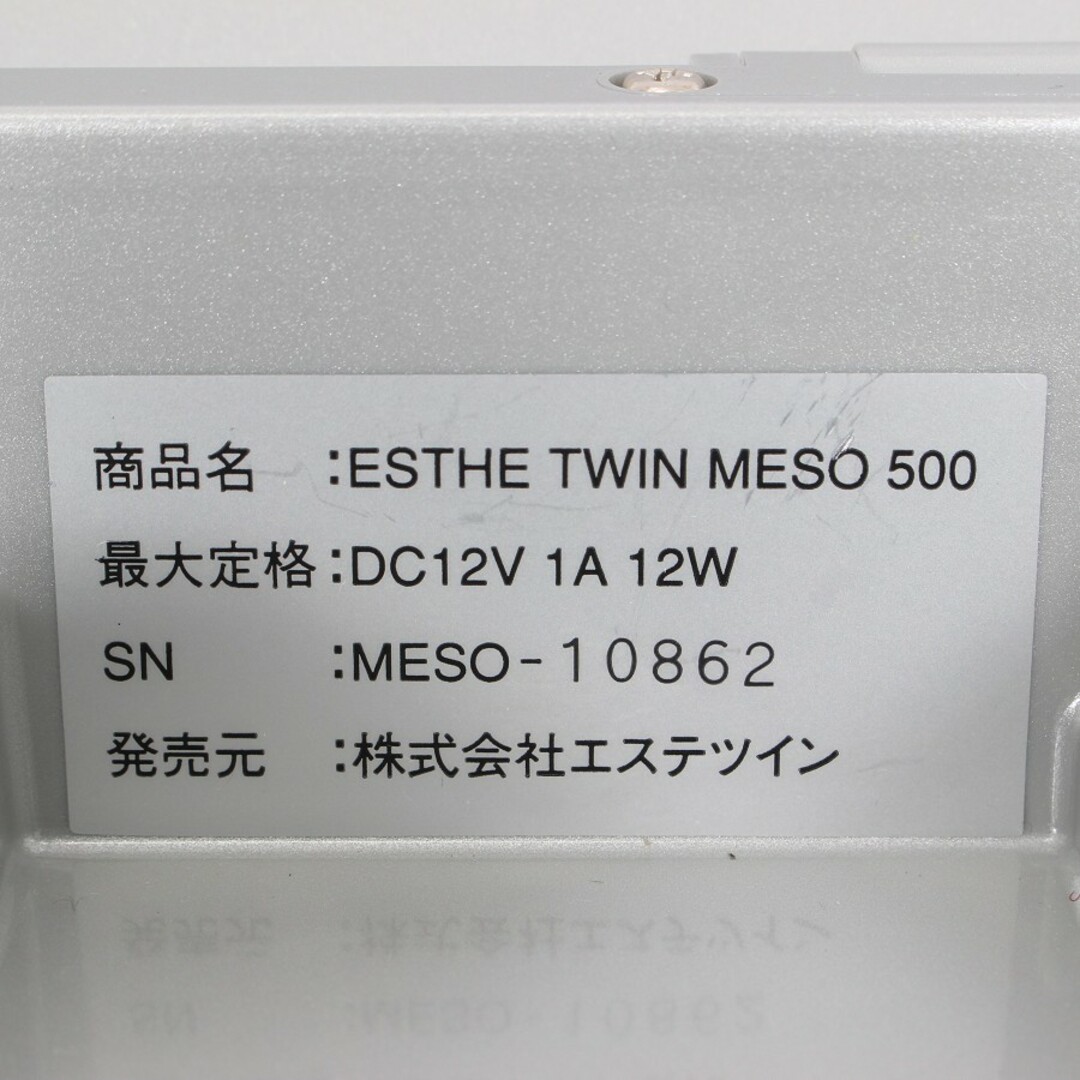 商品名 :ESTHE TWIN MESO 500
最大定格:DC12V 1A 12W
SN :MESO-10862
発売元 :株式会社エステツイン